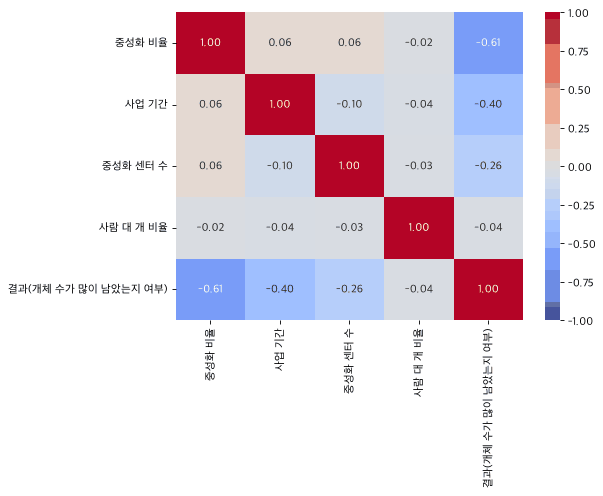 중성화 비율 1.00 0.06 0.06 -0.02 -0.61
사업 기간 0.06 1.00 -0.10 -0.04 -0.40
중성화 센터 수 0.06 -0.10 1.00 -0.03 -0.26
사람 대 개 비율 -0.02 -0.04 -0.03 1.00 -0.04
결과(개체 수가 많이 남았는지 여부) -0.61 -0.40 -0.26 -0.04 1.00
중성화 비율
사업 기간
중성화 센터 수
사람 대 개 비율
결과(개체 수가 많이 남았는지 여부)
1.00
0.75
0.50
0.25
0.00
-0.25
-0.50
-0.75
-1.00